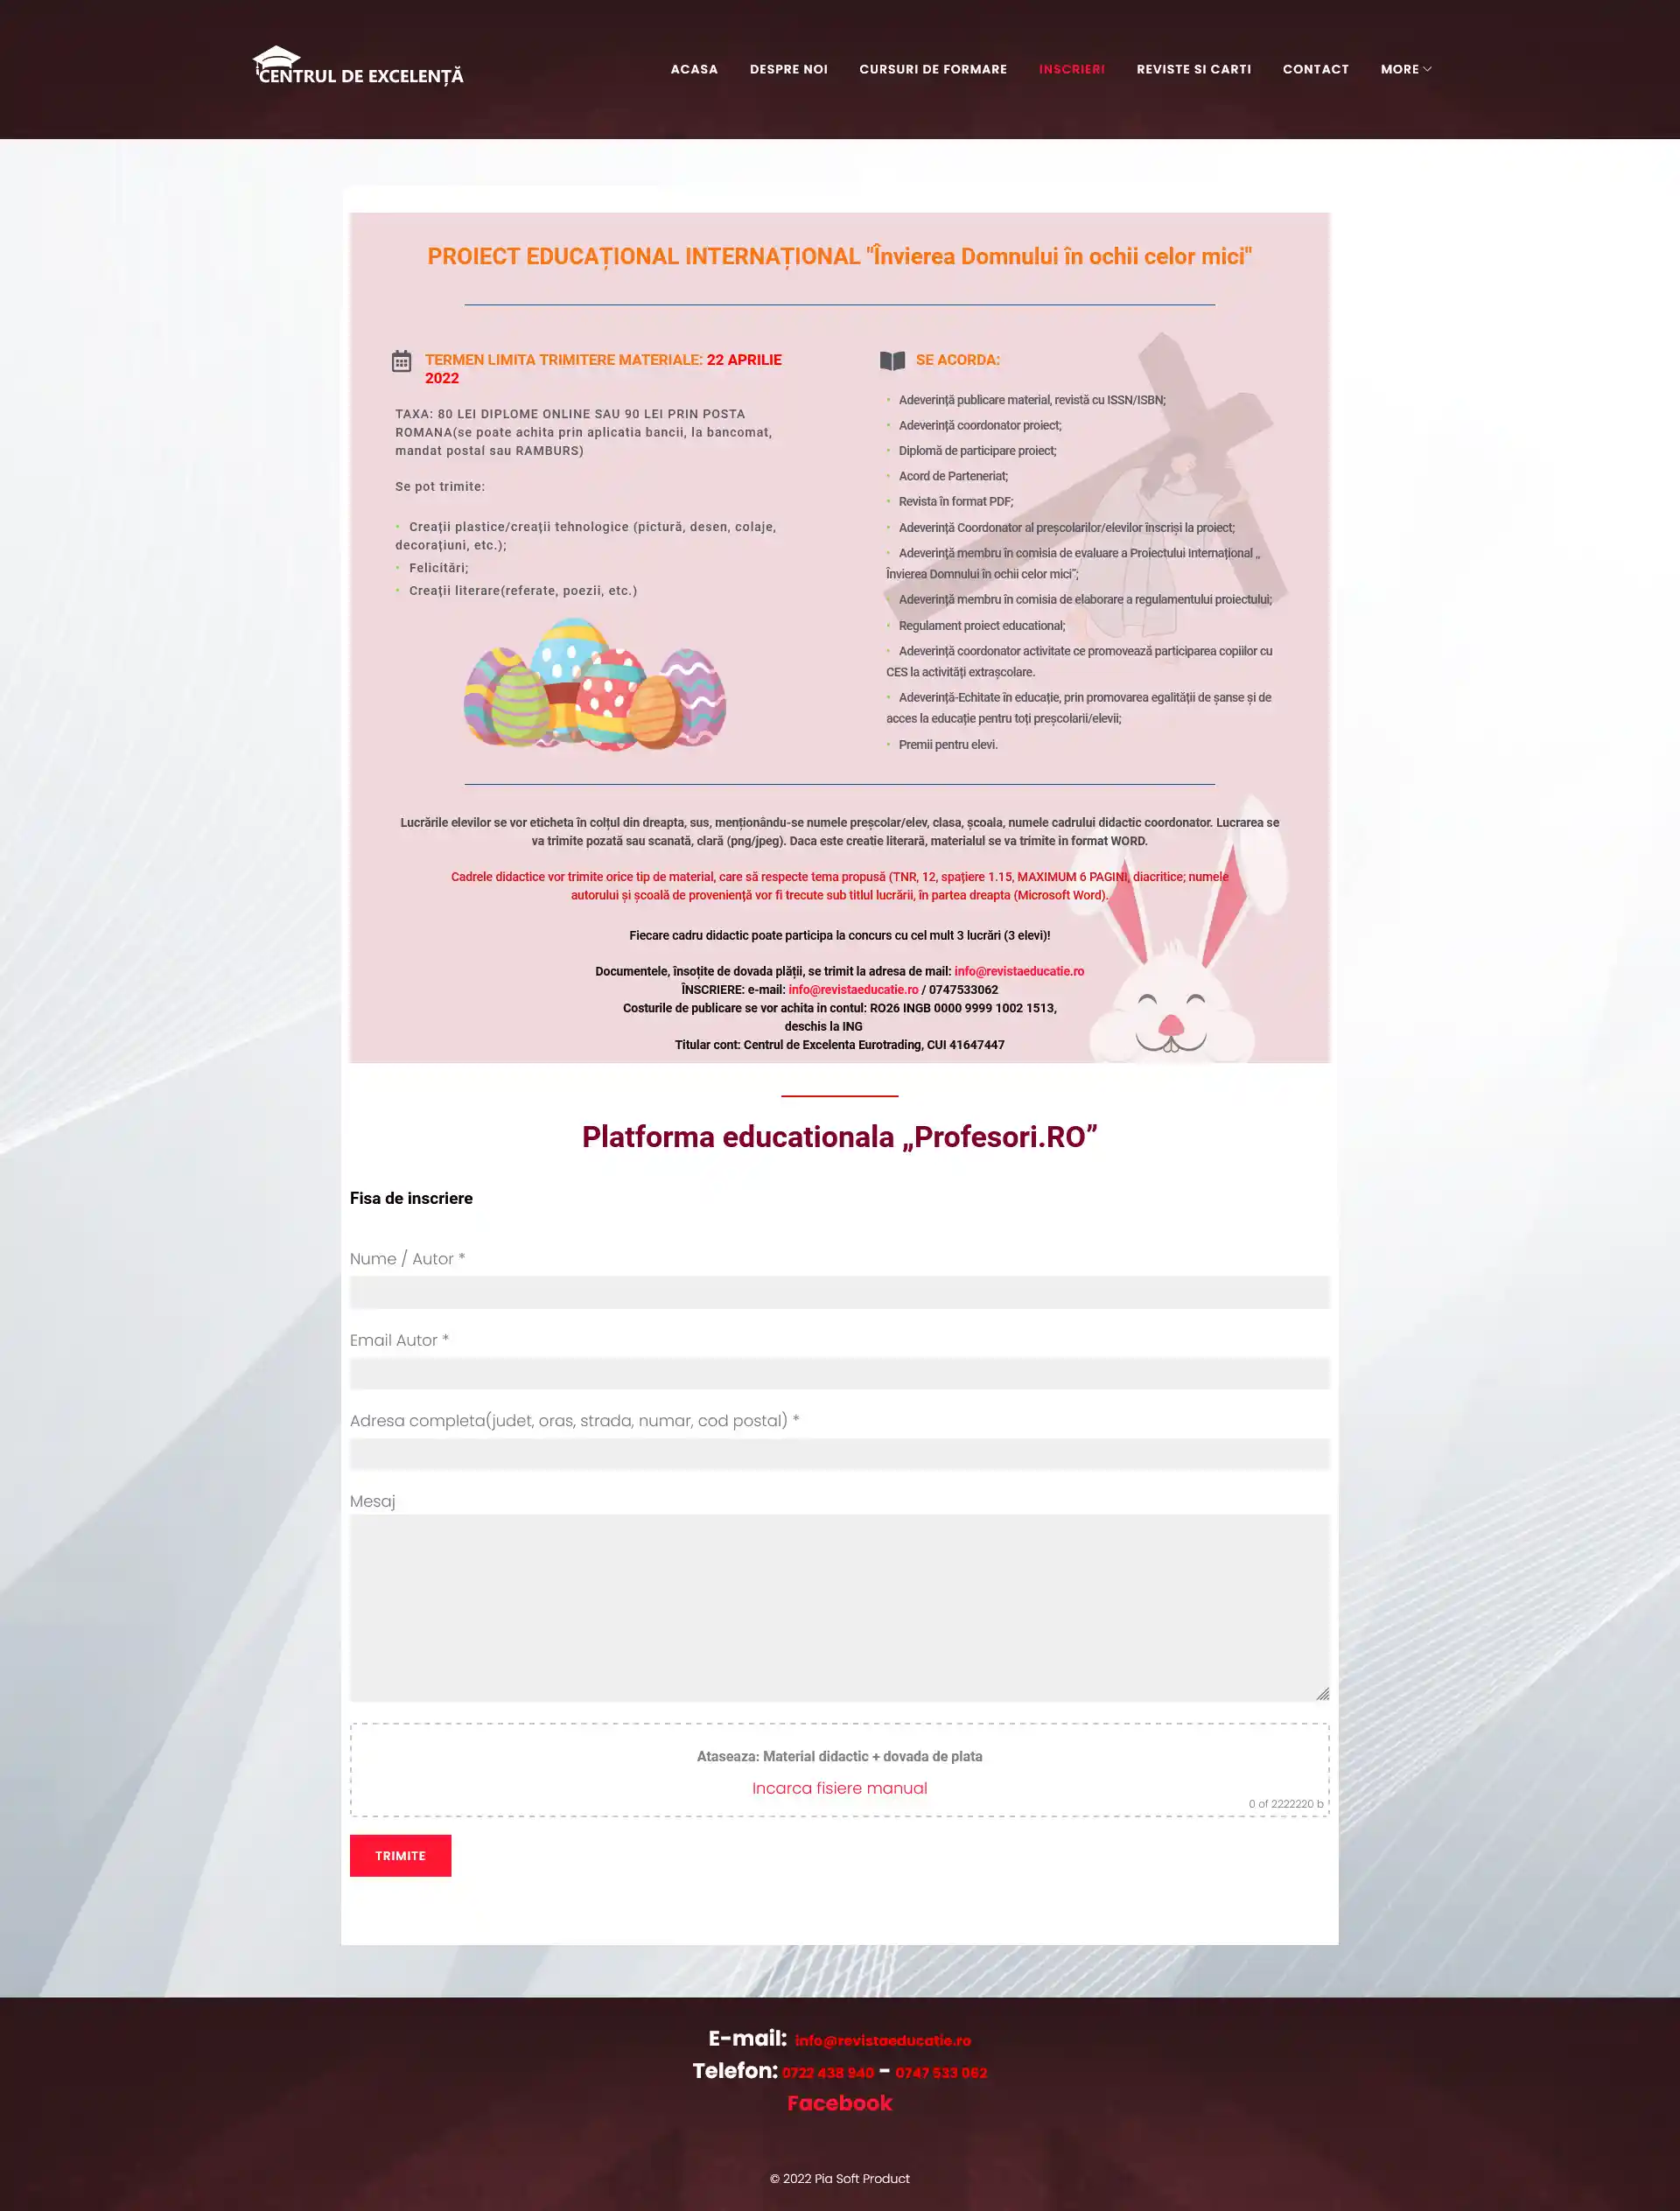 CENTRUL DE EXCELENȚĂ
ACASA
DESPRE NOI
CURSURI DE FORMARE
INSCRIERI
REVISTE SI CARTI
CONTACT
MORE
PROIECT EDUCAȚIONAL INTERNAȚIONAL "Învierea Domnului în ochii celor mici"
TERMEN LIMITA TRIMITERE MATERIALE: 22 APRILIE
2022
TAXA: 80 LEI DIPLOME ONLINE SAU 90 LEI PRIN POSTA
ROMANA(se poate achita prin aplicatia bancii, la bancomat,
mandat postal sau RAMBURS)
Se pot trimite:
• Creații plastice/creații tehnologice (pictură, desen, colaje,
decorațiuni, etc.);
• Felicitări;
• Creații literare(referate, poezii, etc.)
SE ACORDA:
• Adeverință publicare material, revistă cu ISSN/ISBN;
• Adeverință coordonator proiect;
• Diplomă de participare proiect;
• Acord de Parteneriat;
• Revista în format PDF;
• Adeverință Coordonator al preșcolarilor/elevilor înscriși la proiect;
• Adeverință membru în comisia de evaluare a Proiectului Internațional „
Învierea Domnului în ochii celor mici”;
• Adeverință membru în comisia de elaborare a regulamentului proiectului;
• Regulament proiect educational;
• Adeverință coordonator activitate ce promovează participarea copiilor cu
CES la activități extrașcolare.
• Adeverință-Echitate în educație, prin promovarea egalității de șanse și de
acces la educație pentru toți preșcolarii/elevii;
• Premii pentru elevi.
Lucrările elevilor se vor eticheta în colțul din dreapta, sus, menționându-se numele preșcolar/elev, clasa, școala, numele cadrului didactic coordonator. Lucrarea se
va trimite pozată sau scanată, clară (png/jpeg). Daca este creatie literară, materialul se va trimite in format WORD.
Cadrele didactice vor trimite orice tip de material, care să respecte tema propusă (TNR, 12, spațiere 1.15, MAXIMUM 6 PAGINI, diacritice; numele
autorului și școală de proveniență vor fi trecute sub titlul lucrării, în partea dreapta (Microsoft Word).
Fiecare cadru didactic poate participa la concurs cu cel mult 3 lucrări (3 elevi)!
Documentele, însoțite de dovada plății, se trimit la adresa de mail: info@revistaeducatie.ro
ÎNSCRIERE: e-mail: info@revistaeducatie.ro / 0747533062
Costurile de publicare se vor achita in contul: RO26 INGB 0000 9999 1002 1513,
deschis la ING
Titular cont: Centrul de Excelenta Eurotrading, CUI 41647447
Platforma educationala „Profesori.RO”
Fisa de inscriere
Nume / Autor *
Email Autor *
Adresa completa(judet, oras, strada, numar, cod postal) *
Mesaj
Ataseaza: Material didactic + dovada de plata
Incarca fisiere manual
0 of 2222220 b
TRIMITE
E-mail: info@revistaeducatie.ro
Telefon: 0722 438 940 – 0747 533 062
Facebook
© 2022 Pia Soft Product